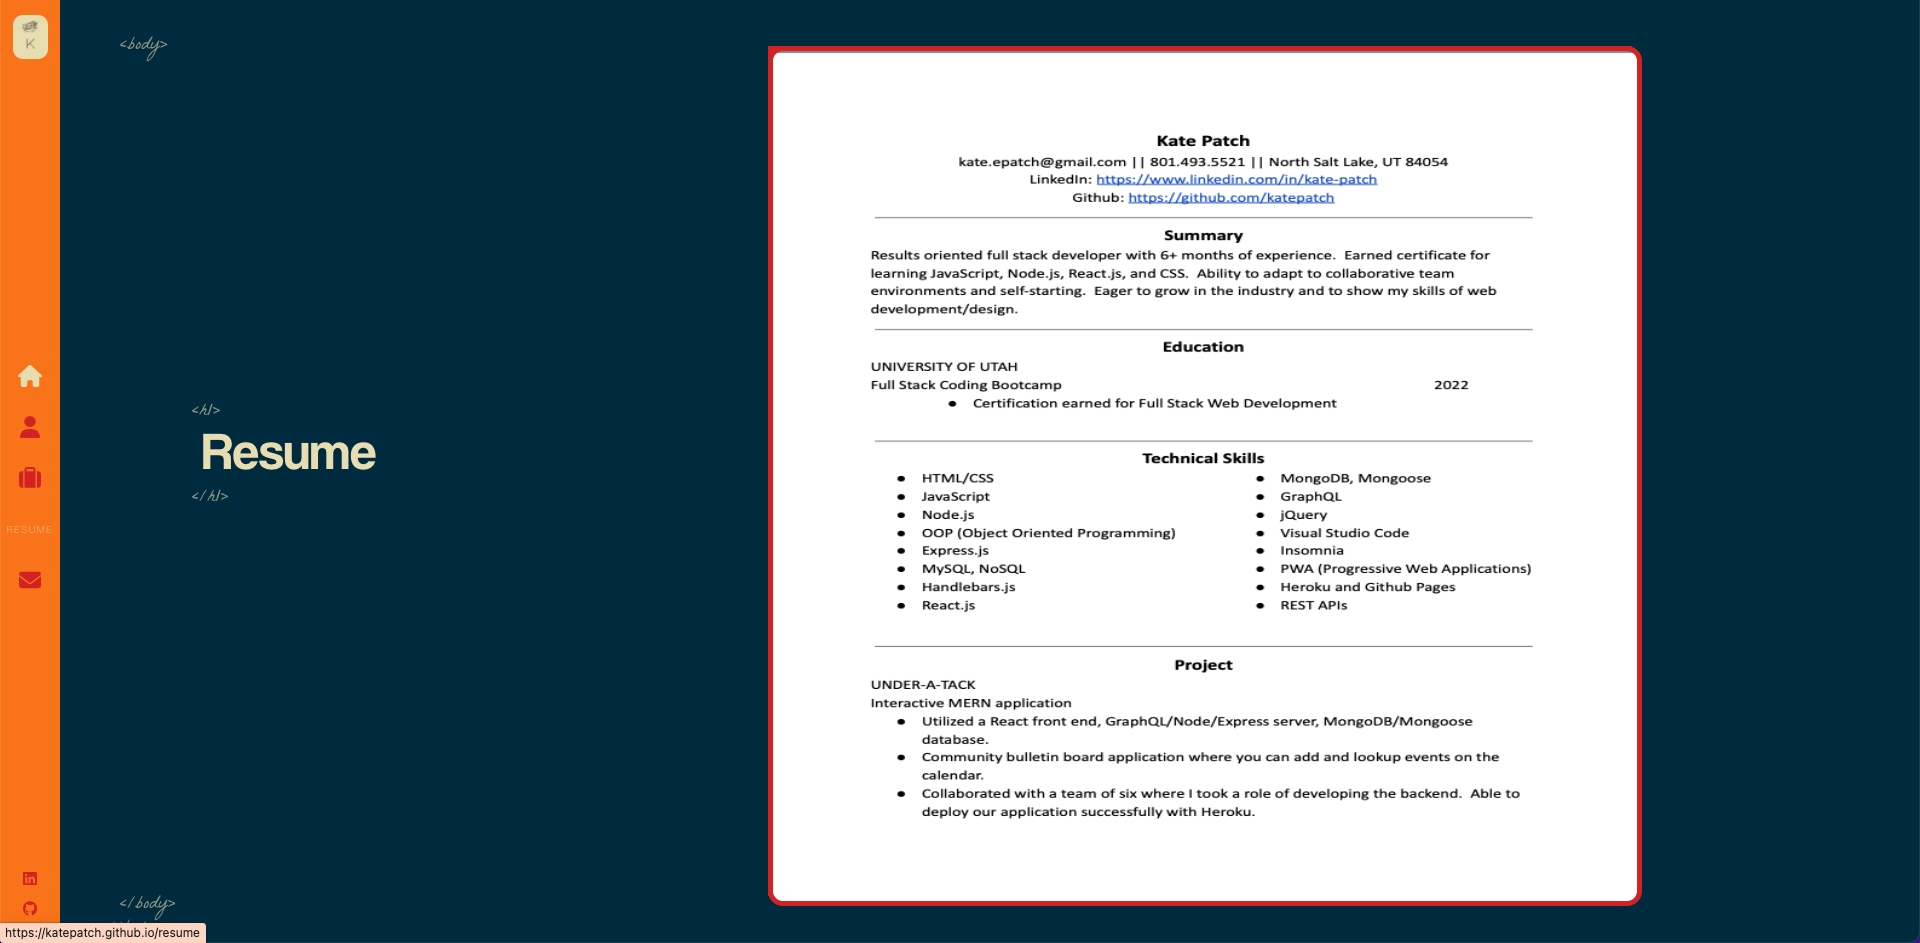 K
<body>
<h1>
Resume
</h1>
RESUME
</body>
https://katepatch.github.io/resume
Kate Patch
kate.epatch@gmail.com || 801.493.5521 || North Salt Lake, UT 84054
LinkedIn: https://www.linkedin.com/in/kate-patch
Github: https://github.com/katepatch
Summary
Results oriented full stack developer with 6+ months of experience.  Earned certificate for
learning JavaScript, Node.js, React.js, and CSS.  Ability to adapt to collaborative team
environments and self-starting.  Eager to grow in the industry and to show my skills of web
development/design.
Education
UNIVERSITY OF UTAH
Full Stack Coding Bootcamp 2022
● Certification earned for Full Stack Web Development
Technical Skills
● HTML/CSS
● JavaScript
● Node.js
● OOP (Object Oriented Programming)
● Express.js
● MySQL, NoSQL
● Handlebars.js
● React.js
● MongoDB, Mongoose
● GraphQL
● jQuery
● Visual Studio Code
● Insomnia
● PWA (Progressive Web Applications)
● Heroku and Github Pages
● REST APIs
Project
UNDER-A-TACK
Interactive MERN application
● Utilized a React front end, GraphQL/Node/Express server, MongoDB/Mongoose
database.
● Community bulletin board application where you can add and lookup events on the
calendar.
● Collaborated with a team of six where I took a role of developing the backend.  Able to
deploy our application successfully with Heroku.